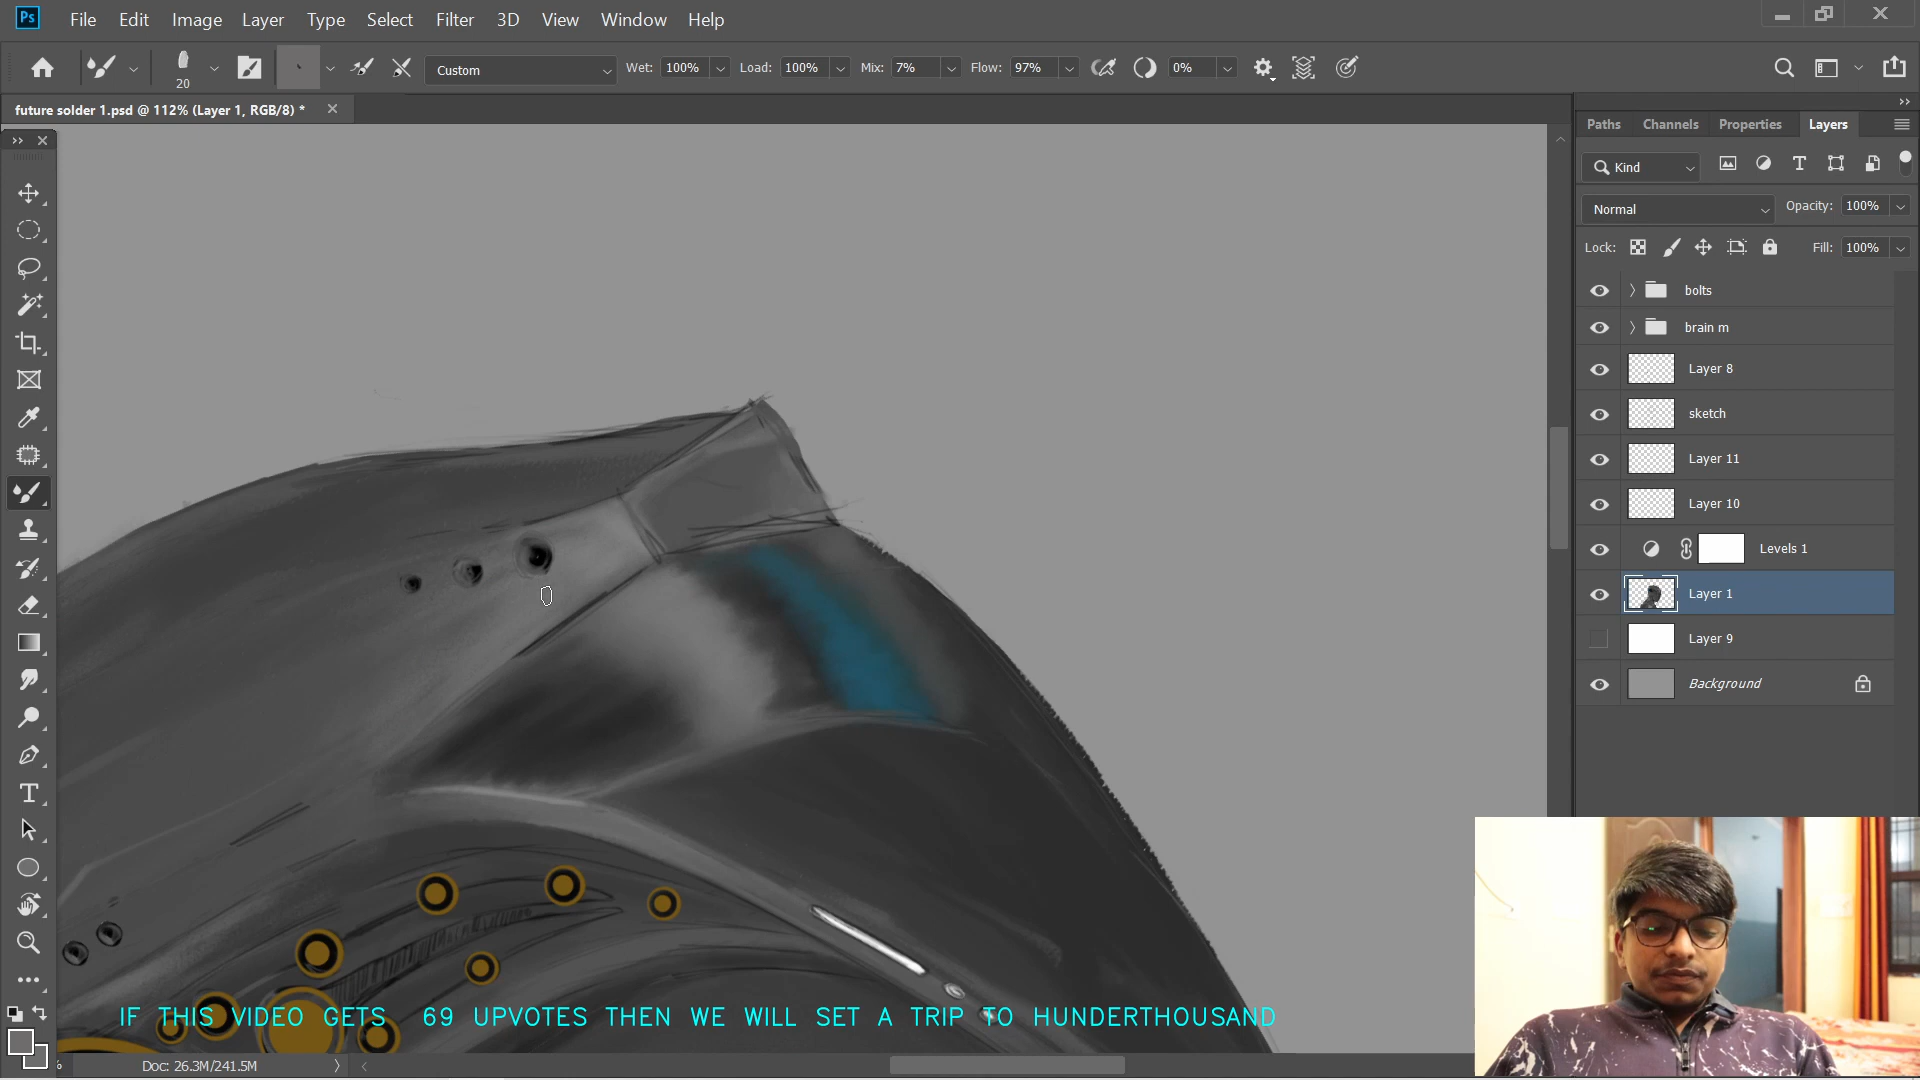 Ps File Edit Image Layer Type Select Filter 3D View Window Help
20 Custom Wet: 100% Load: 100% Mix: 7% Flow: 97% 0%
future solder 1.psd @ 112% (Layer 1, RGB/8) *
Paths Channels Properties Layers
Kind
Normal Opacity: 100%
Lock: Fill: 100%
bolts
brain m
Layer 8
sketch
Layer 11
Layer 10
Levels 1
Layer 1
Layer 9
Background
IF THIS VIDEO GETS 69 UPVOTES THEN WE WILL SET A TRIP TO HUNDERTHOUSAND
% Doc: 26.3M/241.5M